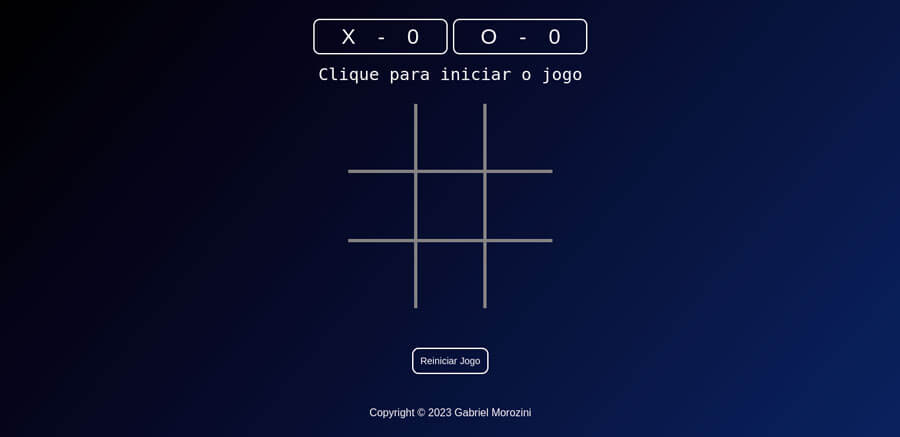 X - 0 O - 0
Clique para iniciar o jogo
Reiniciar Jogo
Copyright © 2023 Gabriel Morozini